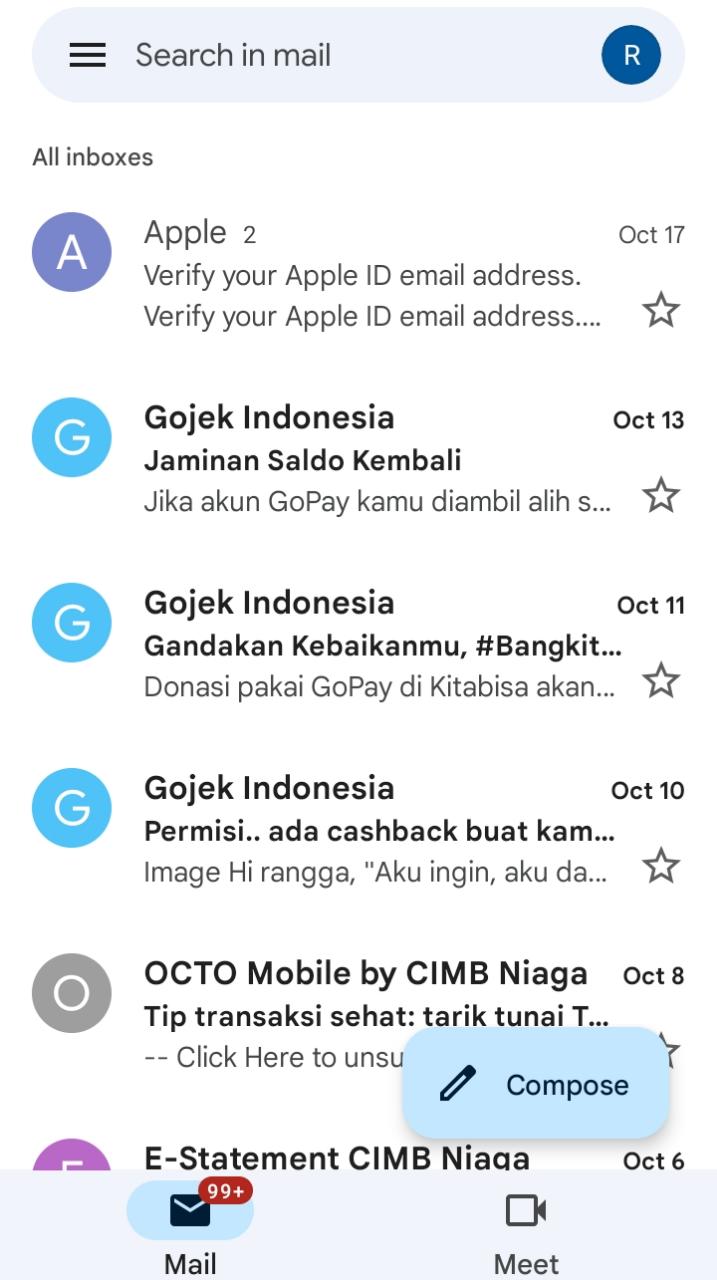 Search in mail
R
All inboxes
A
Apple 2
Oct 17
Verify your Apple ID email address.
Verify your Apple ID email address....
G
Gojek Indonesia
Oct 13
Jaminan Saldo Kembali
Jika akun GoPay kamu diambil alih s...
G
Gojek Indonesia
Oct 11
Gandakan Kebaikanmu, #Bangkit...
Donasi pakai GoPay di Kitabisa akan...
G
Gojek Indonesia
Oct 10
Permisi.. ada cashback buat kam...
Image Hi rangga, "Aku ingin, aku da...
O
OCTO Mobile by CIMB Niaga
Oct 8
Tip transaksi sehat: tarik tunai T...
-- Click Here to unsu
Compose
E-Statement CIMB Niaga
Oct 6
99+
Mail
Meet